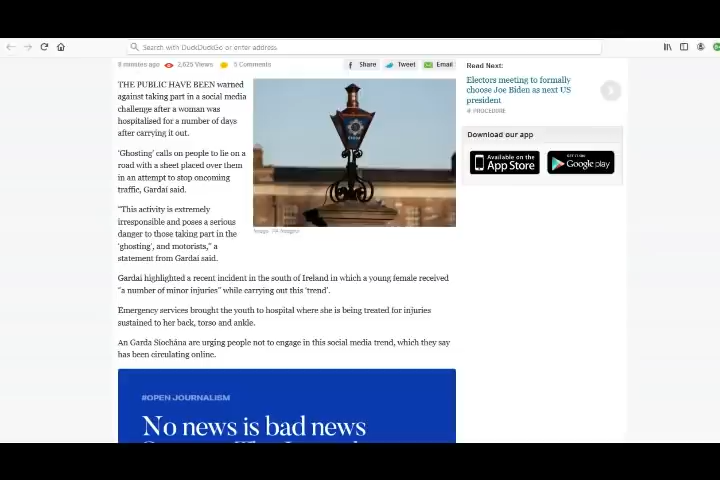 Search with DuckDuckGo or enter address
8 minutes ago 2,625 Views 5 Comments
Share Tweet Email
THE PUBLIC HAVE BEEN warned
against taking part in a social media
challenge after a woman was
hospitalised for a number of days
after carrying it out.
‘Ghosting’ calls on people to lie on a
road with a sheet placed over them
in an attempt to stop oncoming
traffic, Gardaí said.
“This activity is extremely
irresponsible and poses a serious
danger to those taking part in the
‘ghosting’, and motorists,” a
statement from Gardaí said.
Gardaí highlighted a recent incident in the south of Ireland in which a young female received
“a number of minor injuries” while carrying out this ‘trend’.
Emergency services brought the youth to hospital where she is being treated for injuries
sustained to her back, torso and ankle.
An Garda Síochána are urging people not to engage in this social media trend, which they say
has been circulating online.
#OPEN JOURNALISM
No news is bad news
Read Next:
Electors meeting to formally
choose Joe Biden as next US
president
# PROCEDURE
Download our app
Available on the
App Store
GET IT ON
Google play